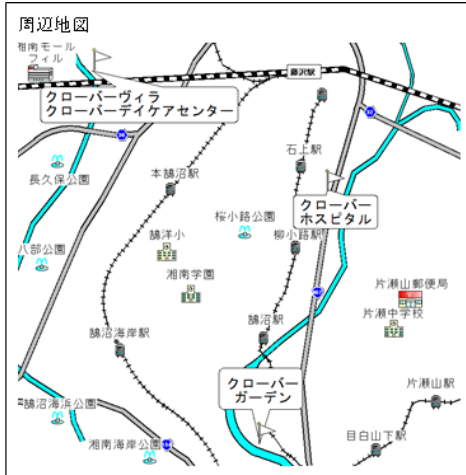 周辺地図
湘南モール
フィル
藤沢駅
クローバーヴィラ
クローバーデイケアセンター
石上駅
長久保公園
本鵠沼駅
クローバー
ホスピタル
桜小路公園
鵠洋小
柳小路駅
八部公園
湘南学園
片瀬山郵便局
片瀬中学校
鵠沼海岸駅
鵠沼駅
クローバー
ガーデン
片瀬山駅
鵠沼海浜公園
湘南海岸公園
目白山下駅